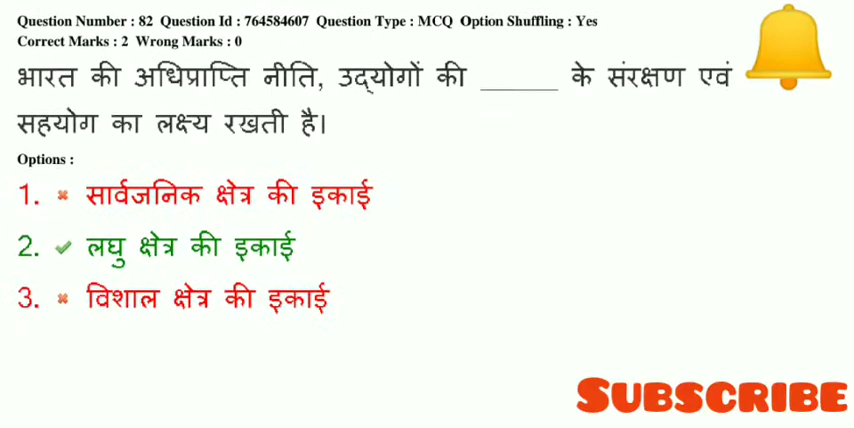 Question Number : 82 Question Id : 764584607 Question Type : MCQ Option Shuffling : Yes
Correct Marks : 2 Wrong Marks : 0
भारत की अधिप्राप्ति नीति, उद्योगों की ______ के संरक्षण एवं
सहयोग का लक्ष्य रखती है।
Options :
1. सार्वजनिक क्षेत्र की इकाई
2. लघु क्षेत्र की इकाई
3. विशाल क्षेत्र की इकाई
SUBSCRIBE